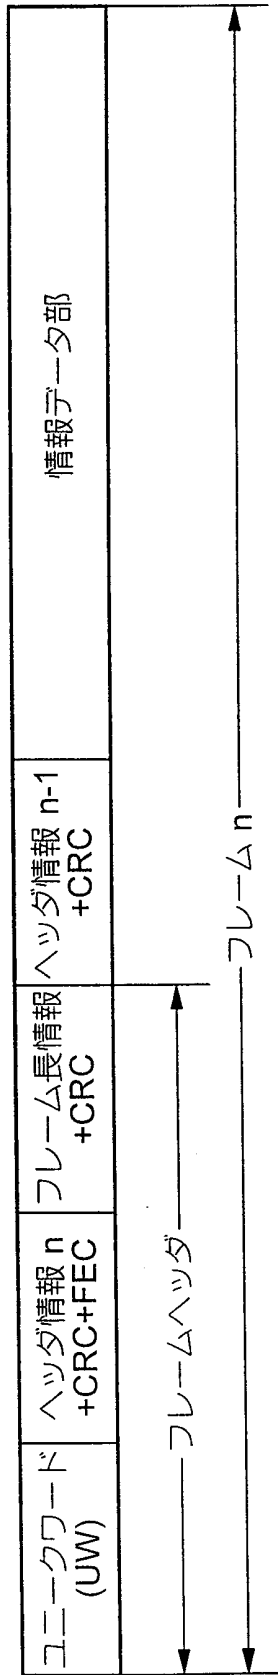 ユニークワード
(UW)
ヘッダ情報 n
+CRC+FEC
フレーム長情報
+CRC
ヘッダ情報 n-1
+CRC
情報データ部
フレームヘッダ
フレーム n